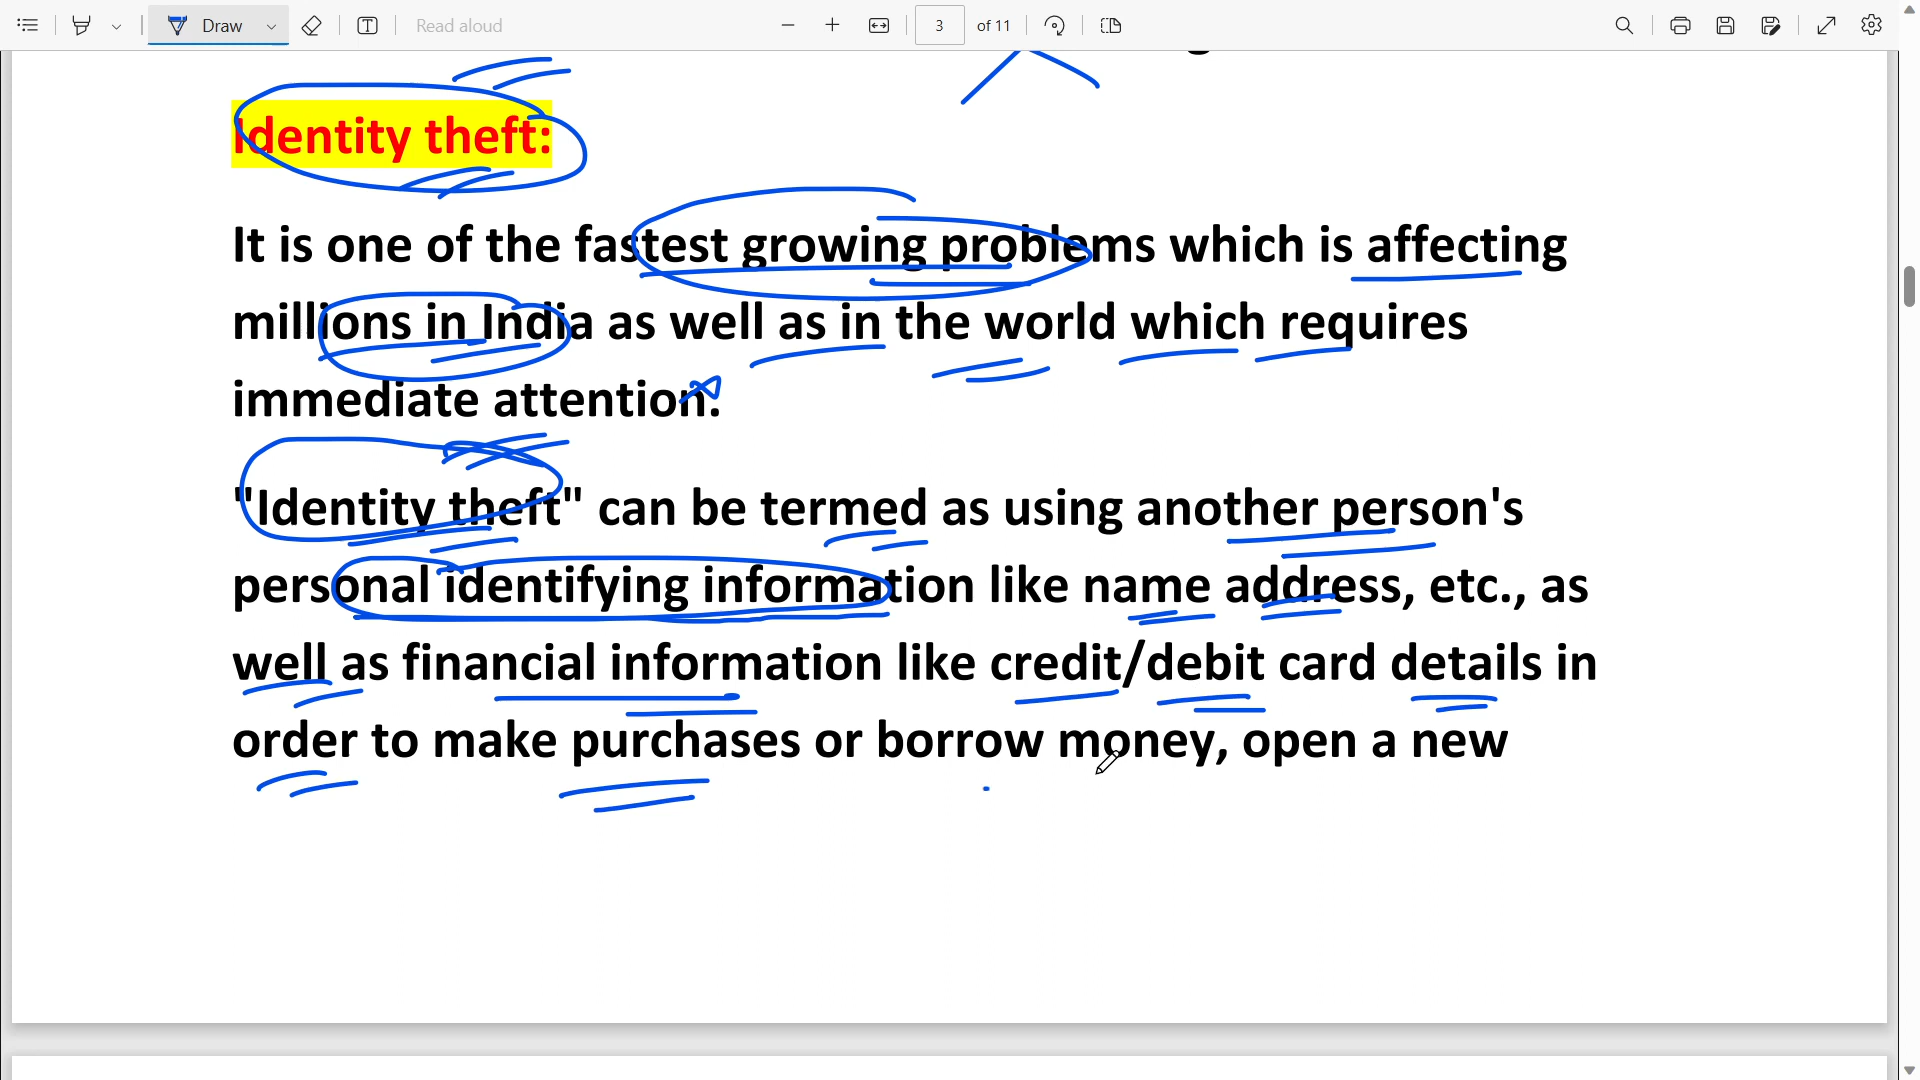 Draw
Read aloud
3
of 11
Identity theft:
It is one of the fastest growing problems which is affecting
millions in India as well as in the world which requires
immediate attention.
"Identity theft" can be termed as using another person's
personal identifying information like name address, etc., as
well as financial information like credit/debit card details in
order to make purchases or borrow money, open a new